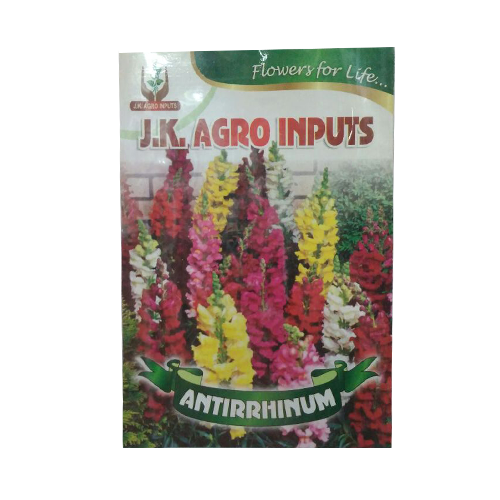 Flowers for Life...
J.K. AGRO INPUTS
J.K. AGRO INPUTS
ANTIRRHINUM